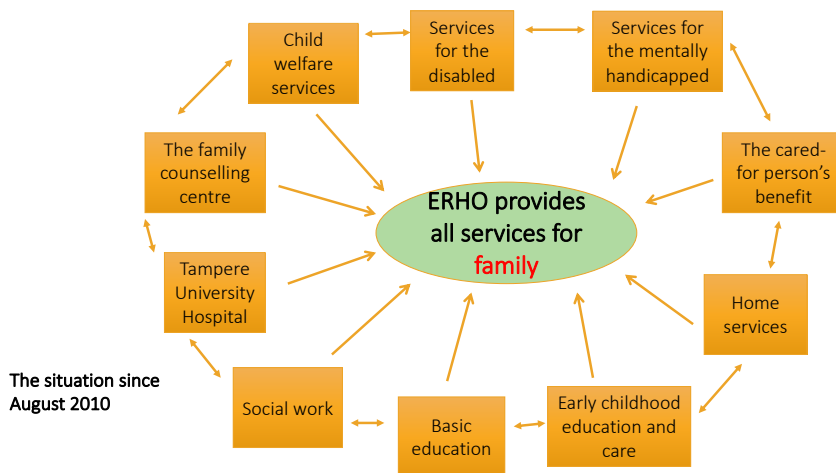 Child
welfare
services
Services
for the
disabled
Services for
the mentally
handicapped
The family
counselling
centre
The cared-
for person's
benefit
ERHO provides
all services for
family
Tampere
University
Hospital
Home
services
The situation since
August 2010
Social work
Basic
education
Early childhood
education and
care